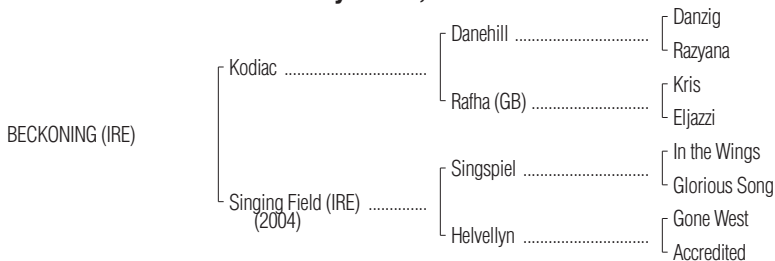 Danzig
Danehill ..................................
Razyana
Kodiac ..................................
Kris
Rafha (GB) ..............................
Eljazzi
BECKONING (IRE)
In the Wings
Singspiel ................................
Glorious Song
Singing Field (IRE) ..............
(2004)
Gone West
Helvellyn ................................
Accredited